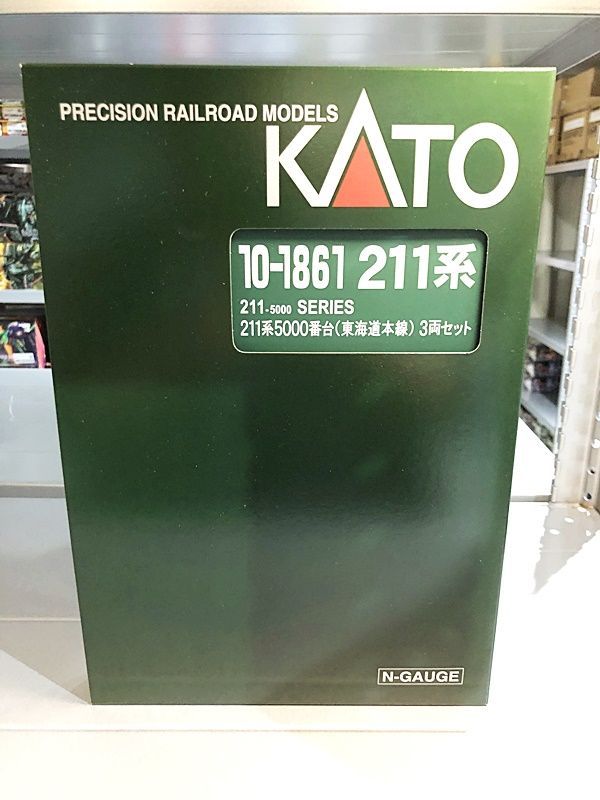 PRECISION RAILROAD MODELS
KATO
10-1861 211系
211-5000 SERIES
211系5000番台(東海道本線) 3両セット
N-GAUGE